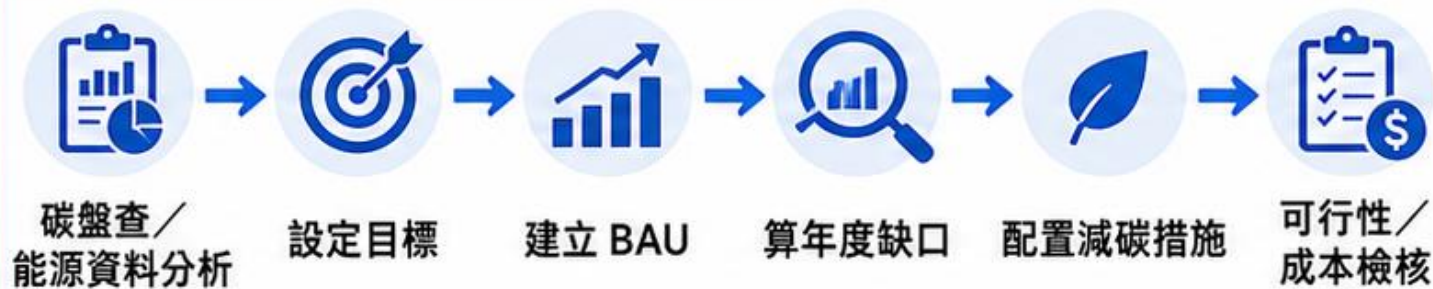 $
碳盤查／
能源資料分析
設定目標
建立 BAU
算年度缺口
配置減碳措施
可行性／
成本檢核